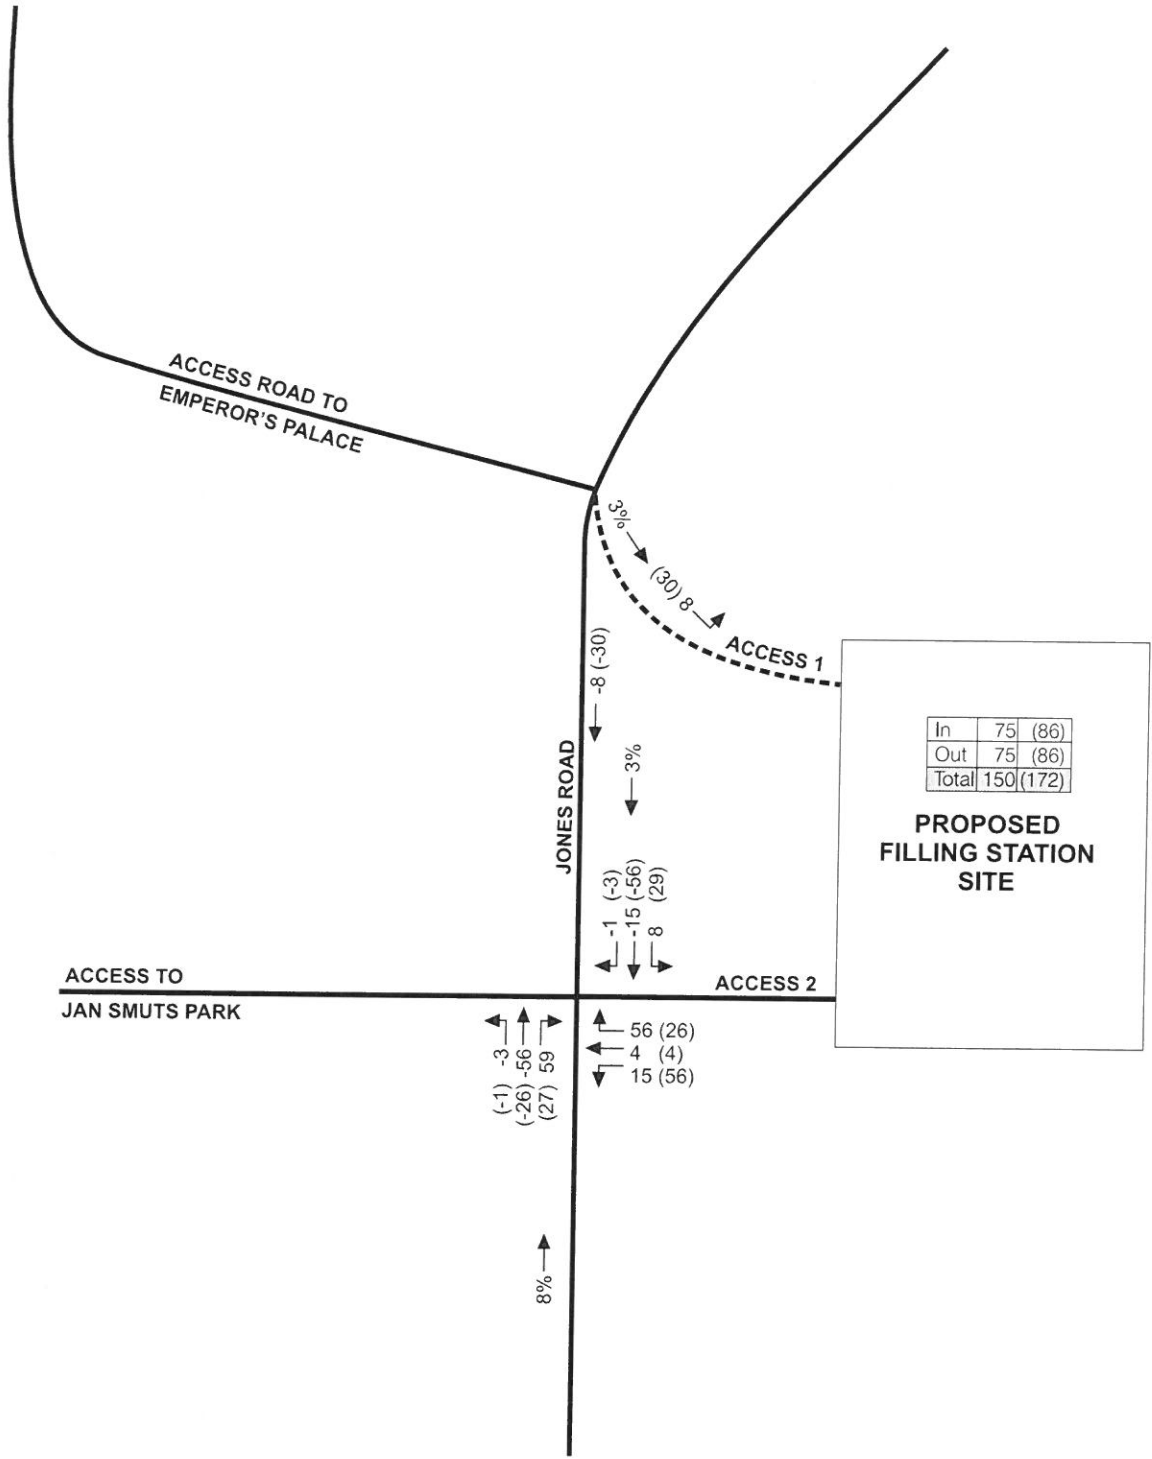 ACCESS ROAD TO
EMPEROR'S PALACE
3%
(30) 8
ACCESS 1
-8 (-30)
JONES ROAD
3%
In 75 (86)
Out 75 (86)
Total 150 (172)
PROPOSED
FILLING STATION
SITE
-1 (-3)
-15 (-56)
8 (29)
ACCESS TO
JAN SMUTS PARK
ACCESS 2
(-1) -3
(-26) -56
(27) 59
56 (26)
4 (4)
15 (56)
8%